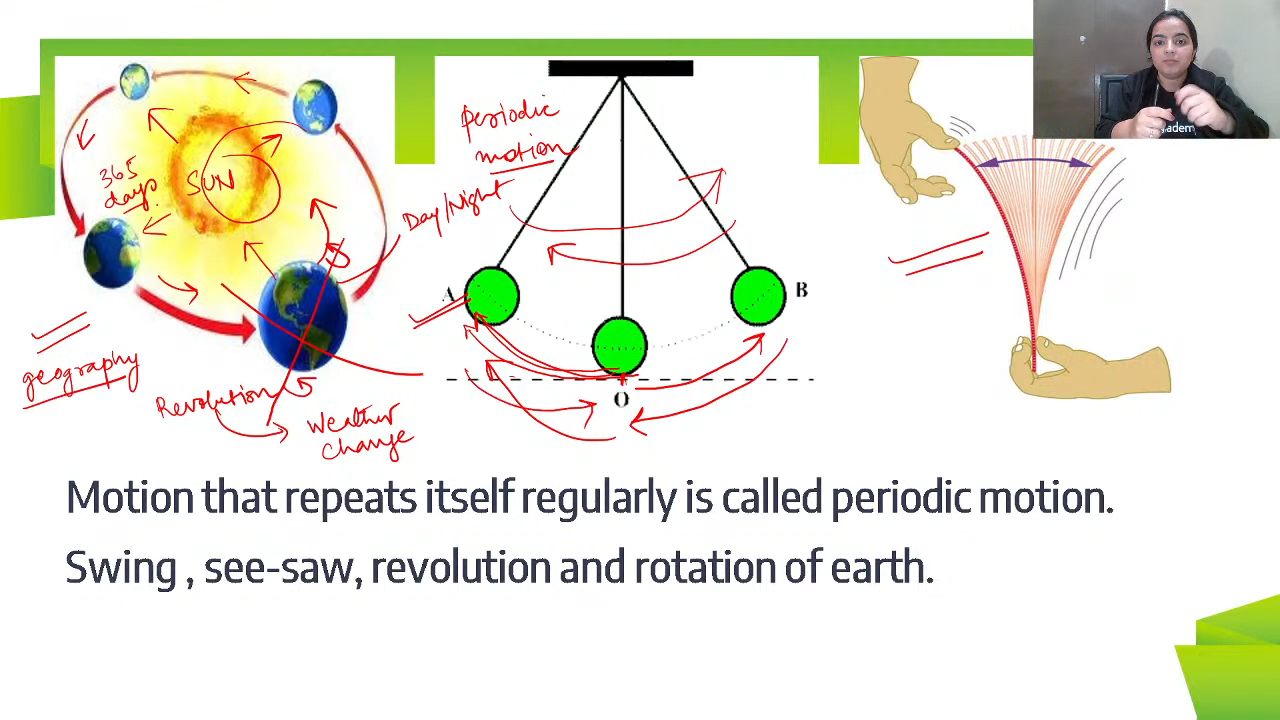 Periodic
motion
365
days.
SUN
Day/Night
A
B
geography
Revolution
O
Weather
change
Motion that repeats itself regularly is called periodic motion.
Swing , see-saw, revolution and rotation of earth.